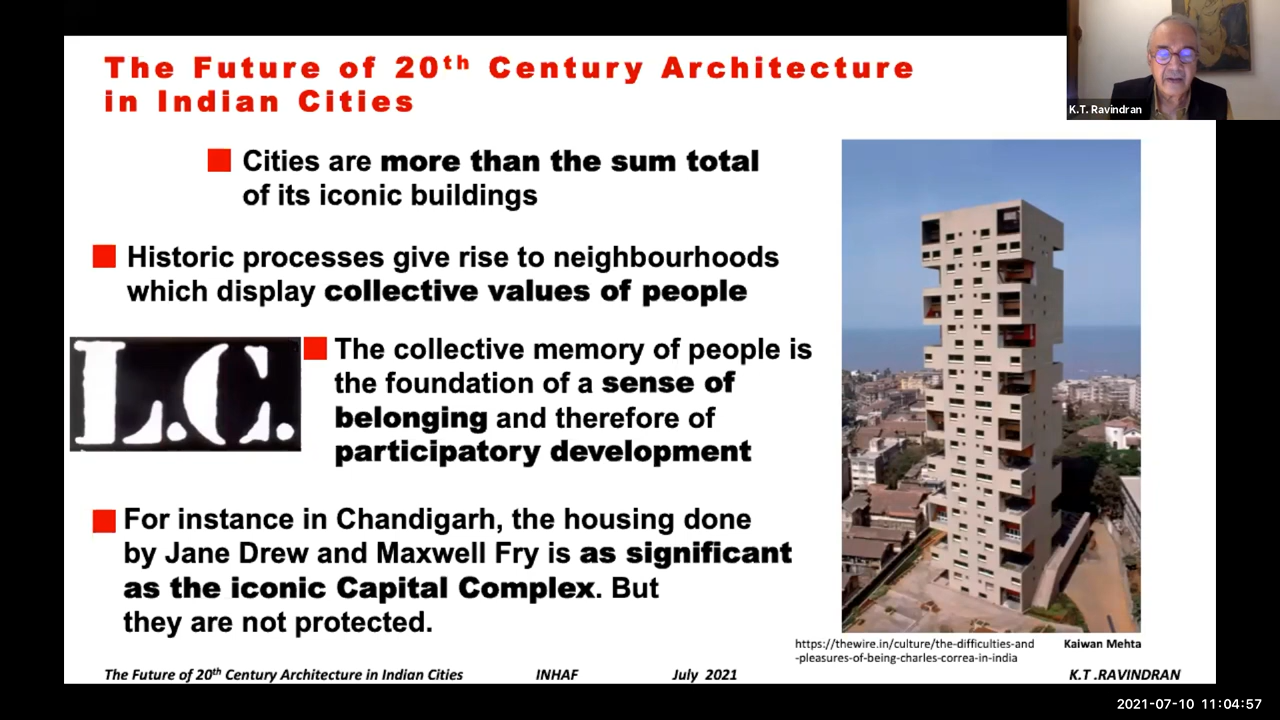 The Future of 20th Century Architecture
in Indian Cities
K.T. Ravindran
Cities are more than the sum total
of its iconic buildings
Historic processes give rise to neighbourhoods
which display collective values of people
L.C.
The collective memory of people is
the foundation of a sense of
belonging and therefore of
participatory development
For instance in Chandigarh, the housing done
by Jane Drew and Maxwell Fry is as significant
as the iconic Capital Complex. But
they are not protected.
https://thewire.in/culture/the-difficulties-and
-pleasures-of-being-charles-correa-in-india
Kaiwan Mehta
The Future of 20th Century Architecture in Indian Cities INHAF July 2021 K.T .RAVINDRAN
2021-07-10 11:04:57